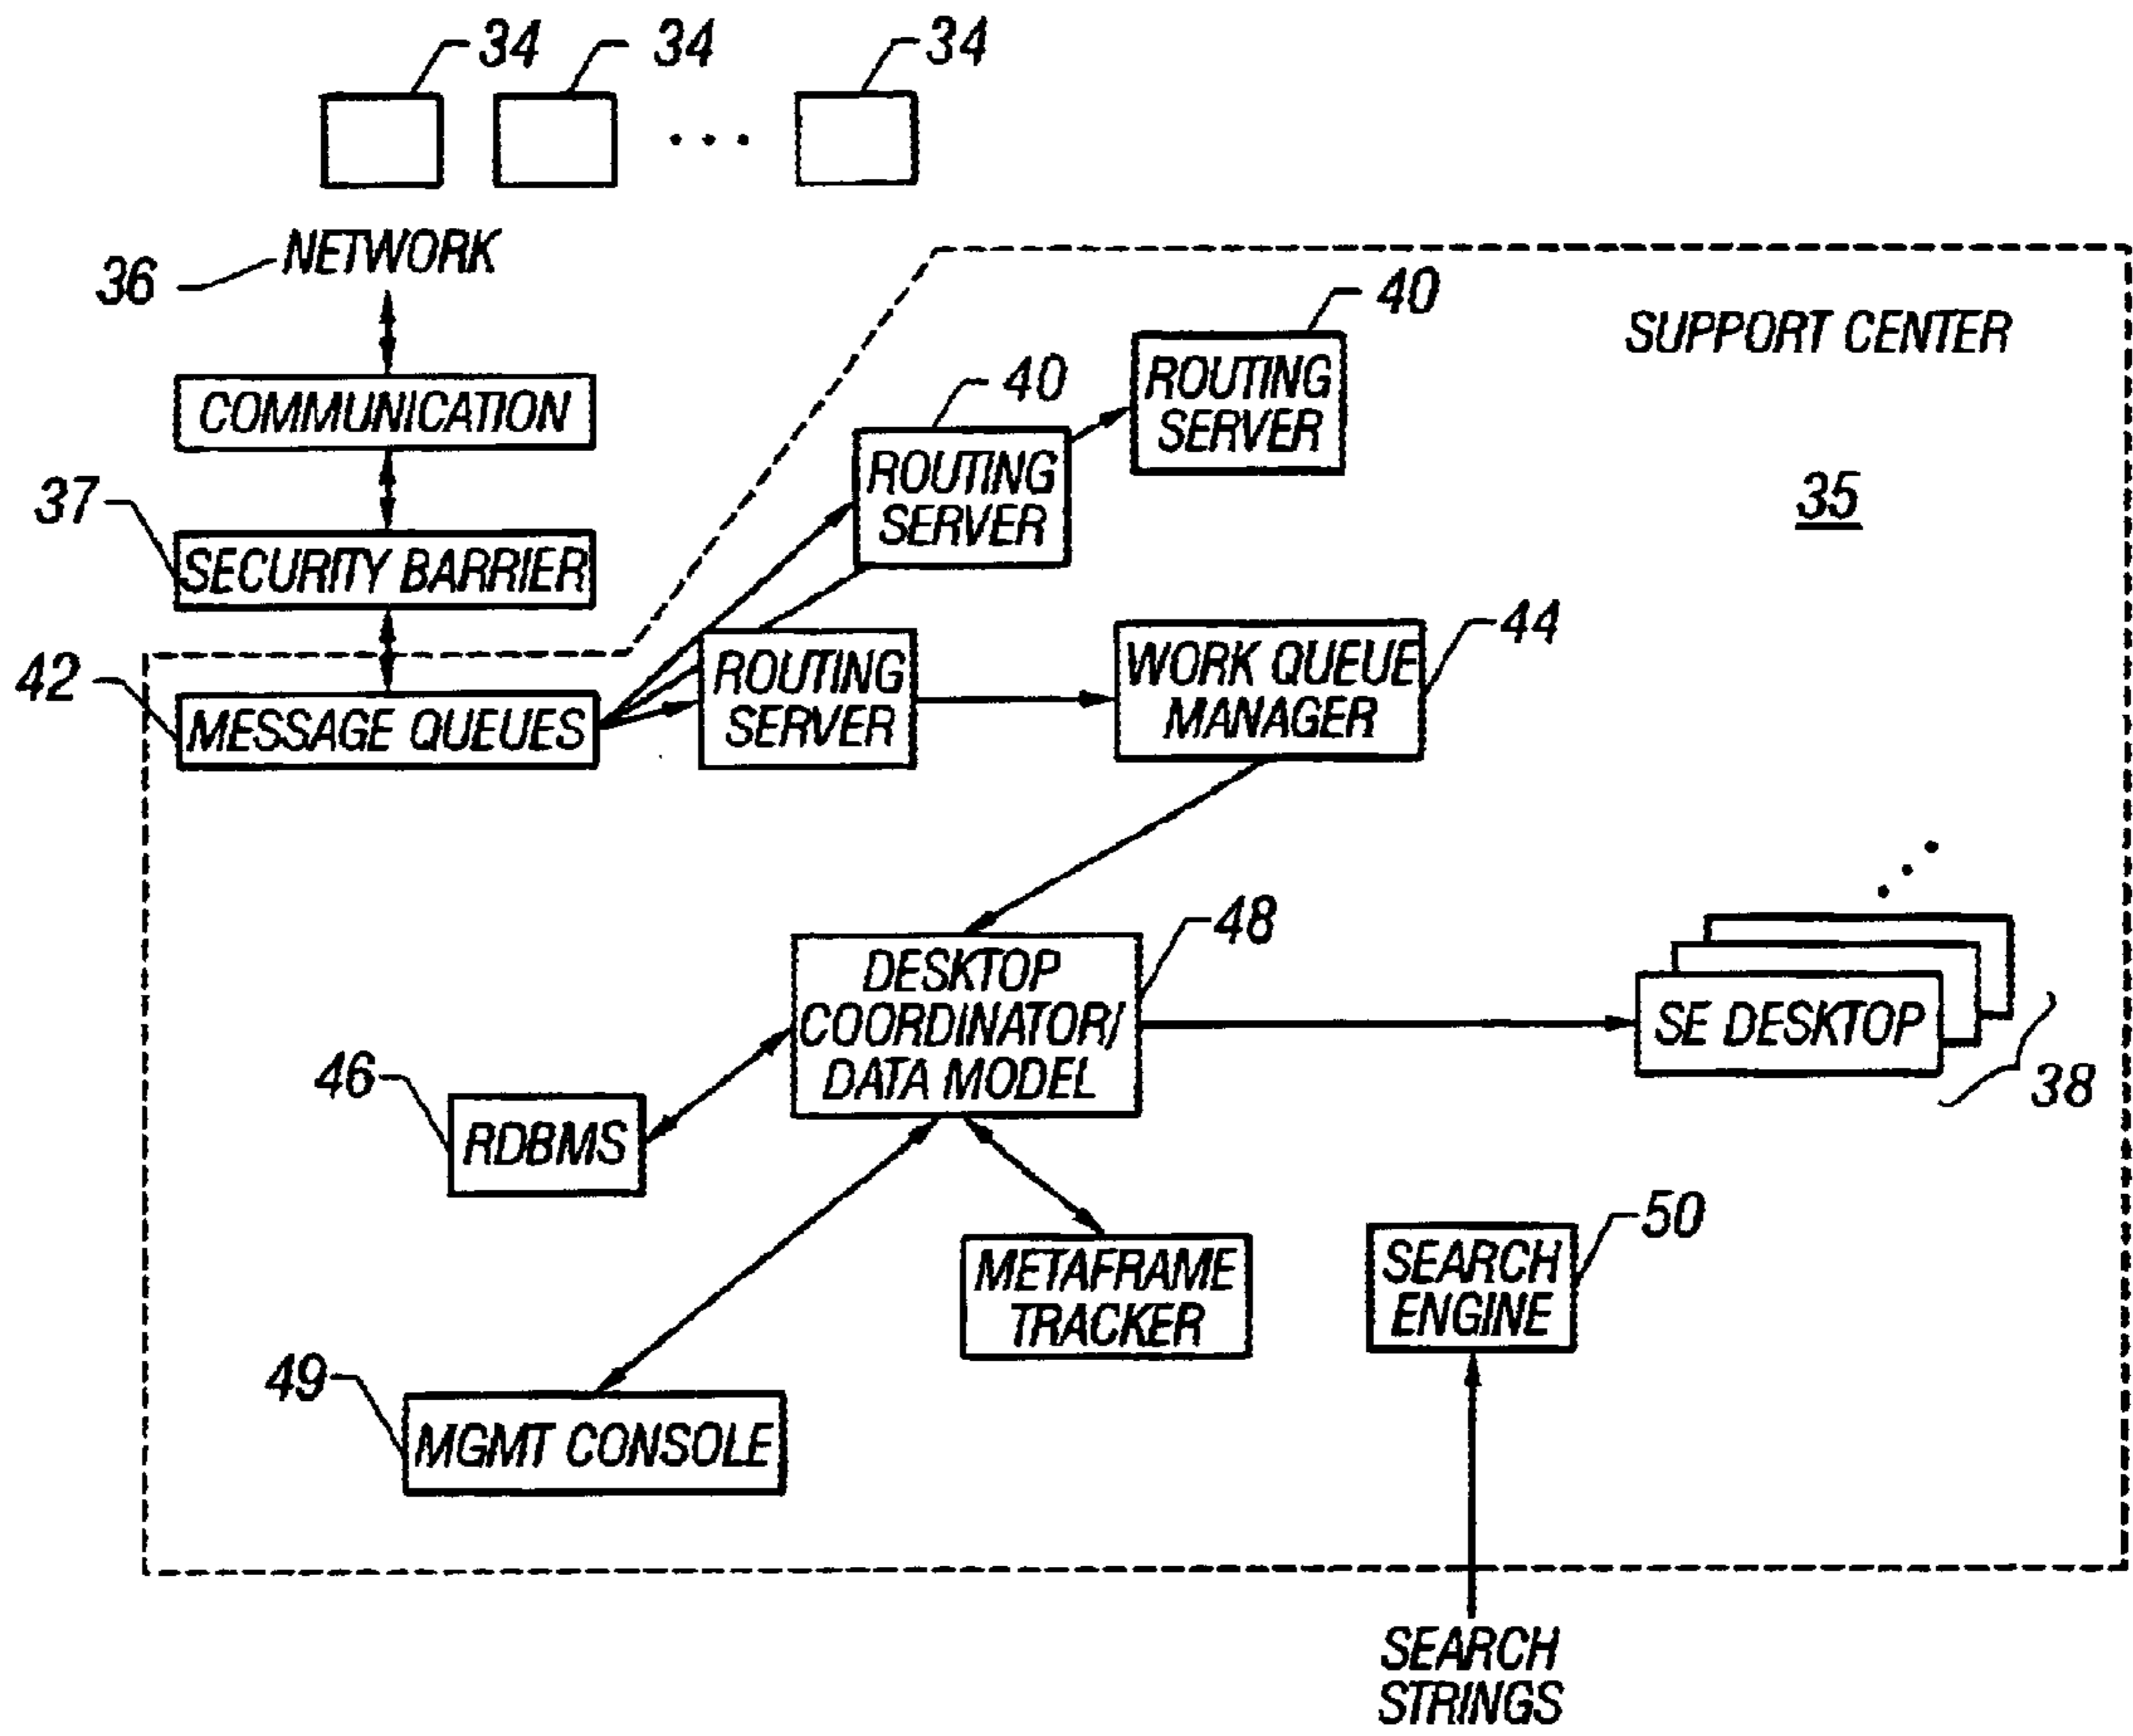 34
34
34
36
NETWORK
COMMUNICATION
37
SECURITY BARRIER
42
MESSAGE QUEUES
SUPPORT CENTER
35
40
ROUTING
SERVER
40
ROUTING
SERVER
ROUTING
SERVER
WORK QUEUE
MANAGER
44
DESKTOP
COORDINATOR/
DATA MODEL
48
SE DESKTOP
38
46
RDBMS
METAFRAME
TRACKER
SEARCH
ENGINE
50
49
MGMT CONSOLE
SEARCH
STRINGS